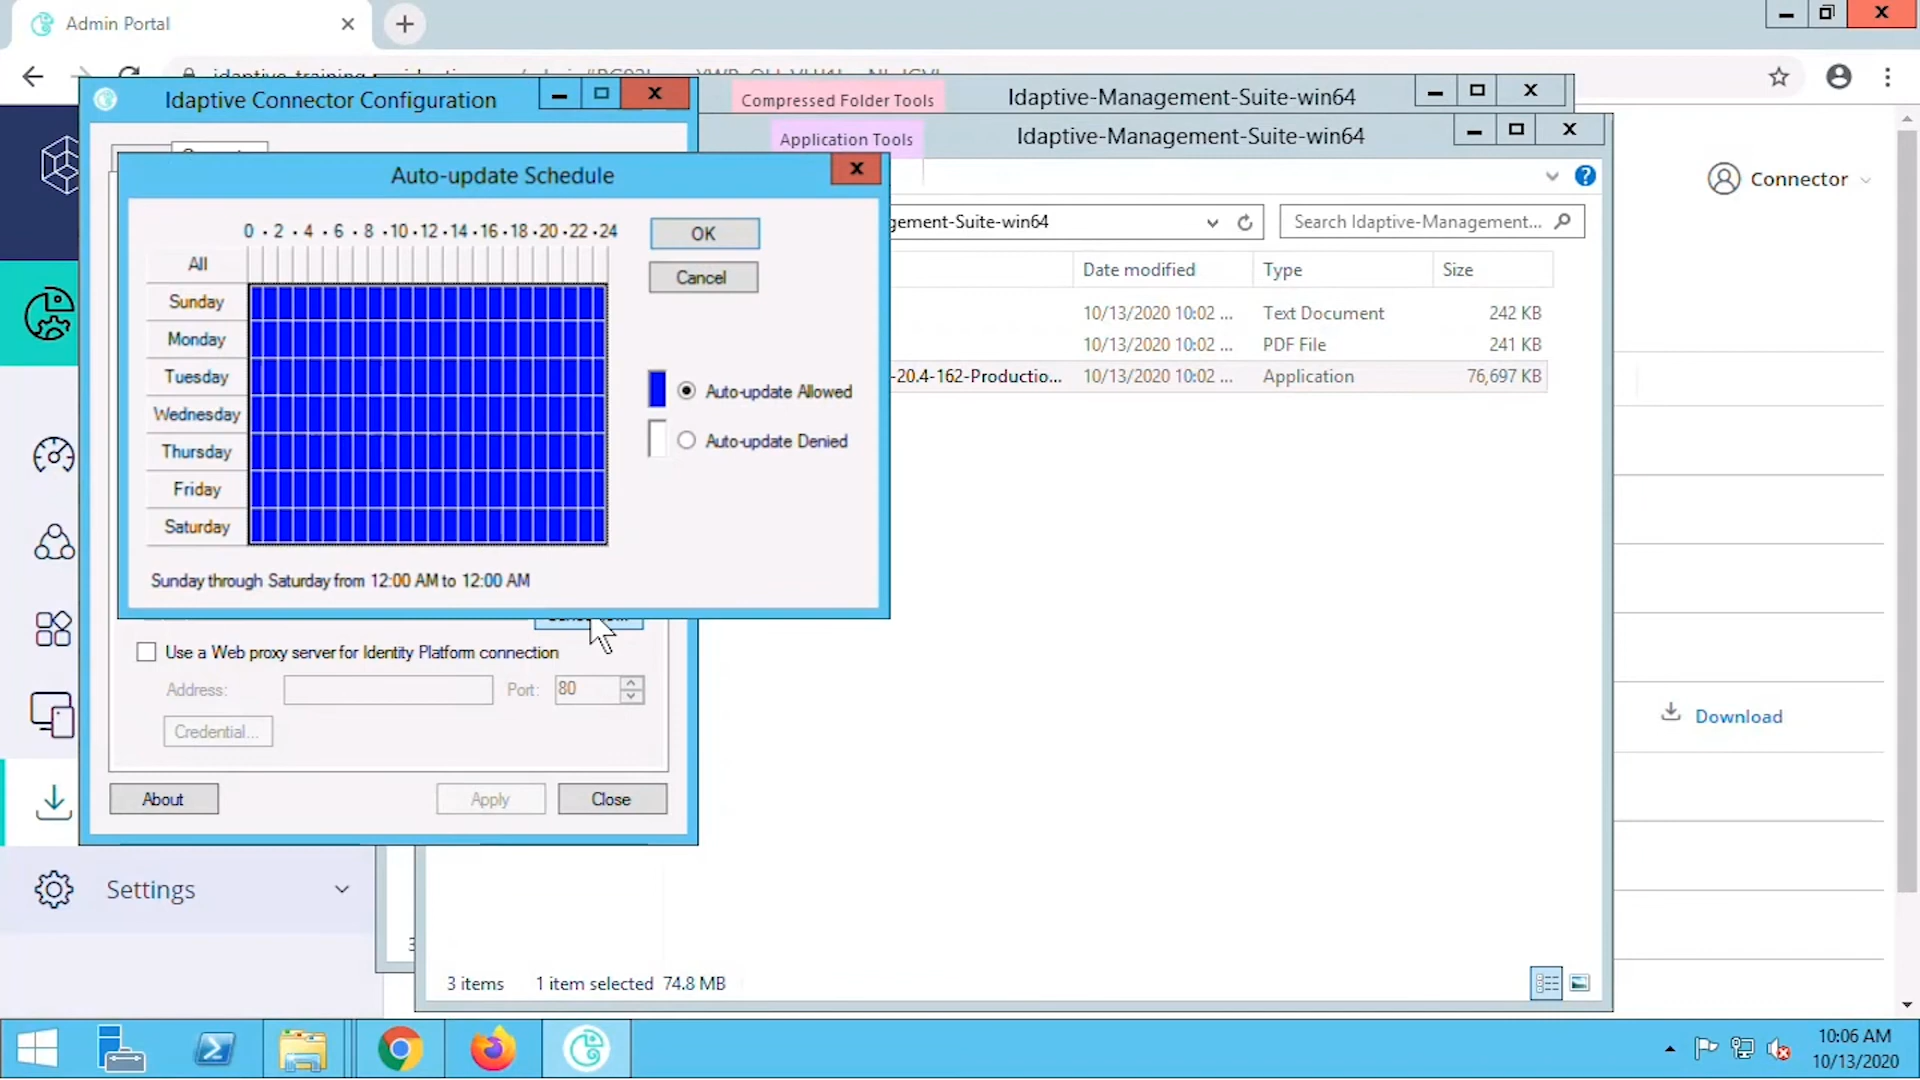 Admin Portal
Idaptive Connector Configuration
Compressed Folder Tools
Idaptive-Management-Suite-win64
Application Tools
Idaptive-Management-Suite-win64
Connector
Auto-update Schedule
gement-Suite-win64
Search Idaptive-Management...
0 · 2 · 4 · 6 · 8 · 10 · 12 · 14 · 16 · 18 · 20 · 22 · 24
OK
Cancel
All
Sunday
Monday
Tuesday
Wednesday
Thursday
Friday
Saturday
Auto-update Allowed
Auto-update Denied
Sunday through Saturday from 12:00 AM to 12:00 AM
Date modified
Type
Size
10/13/2020 10:02 ...
Text Document
242 KB
10/13/2020 10:02 ...
PDF File
241 KB
-20.4-162-Productio...
10/13/2020 10:02 ...
Application
76,697 KB
Use a Web proxy server for Identity Platform connection
Address:
Port:
80
Credential...
Download
About
Apply
Close
Settings
3 items
1 item selected 74.8 MB
10:06 AM
10/13/2020